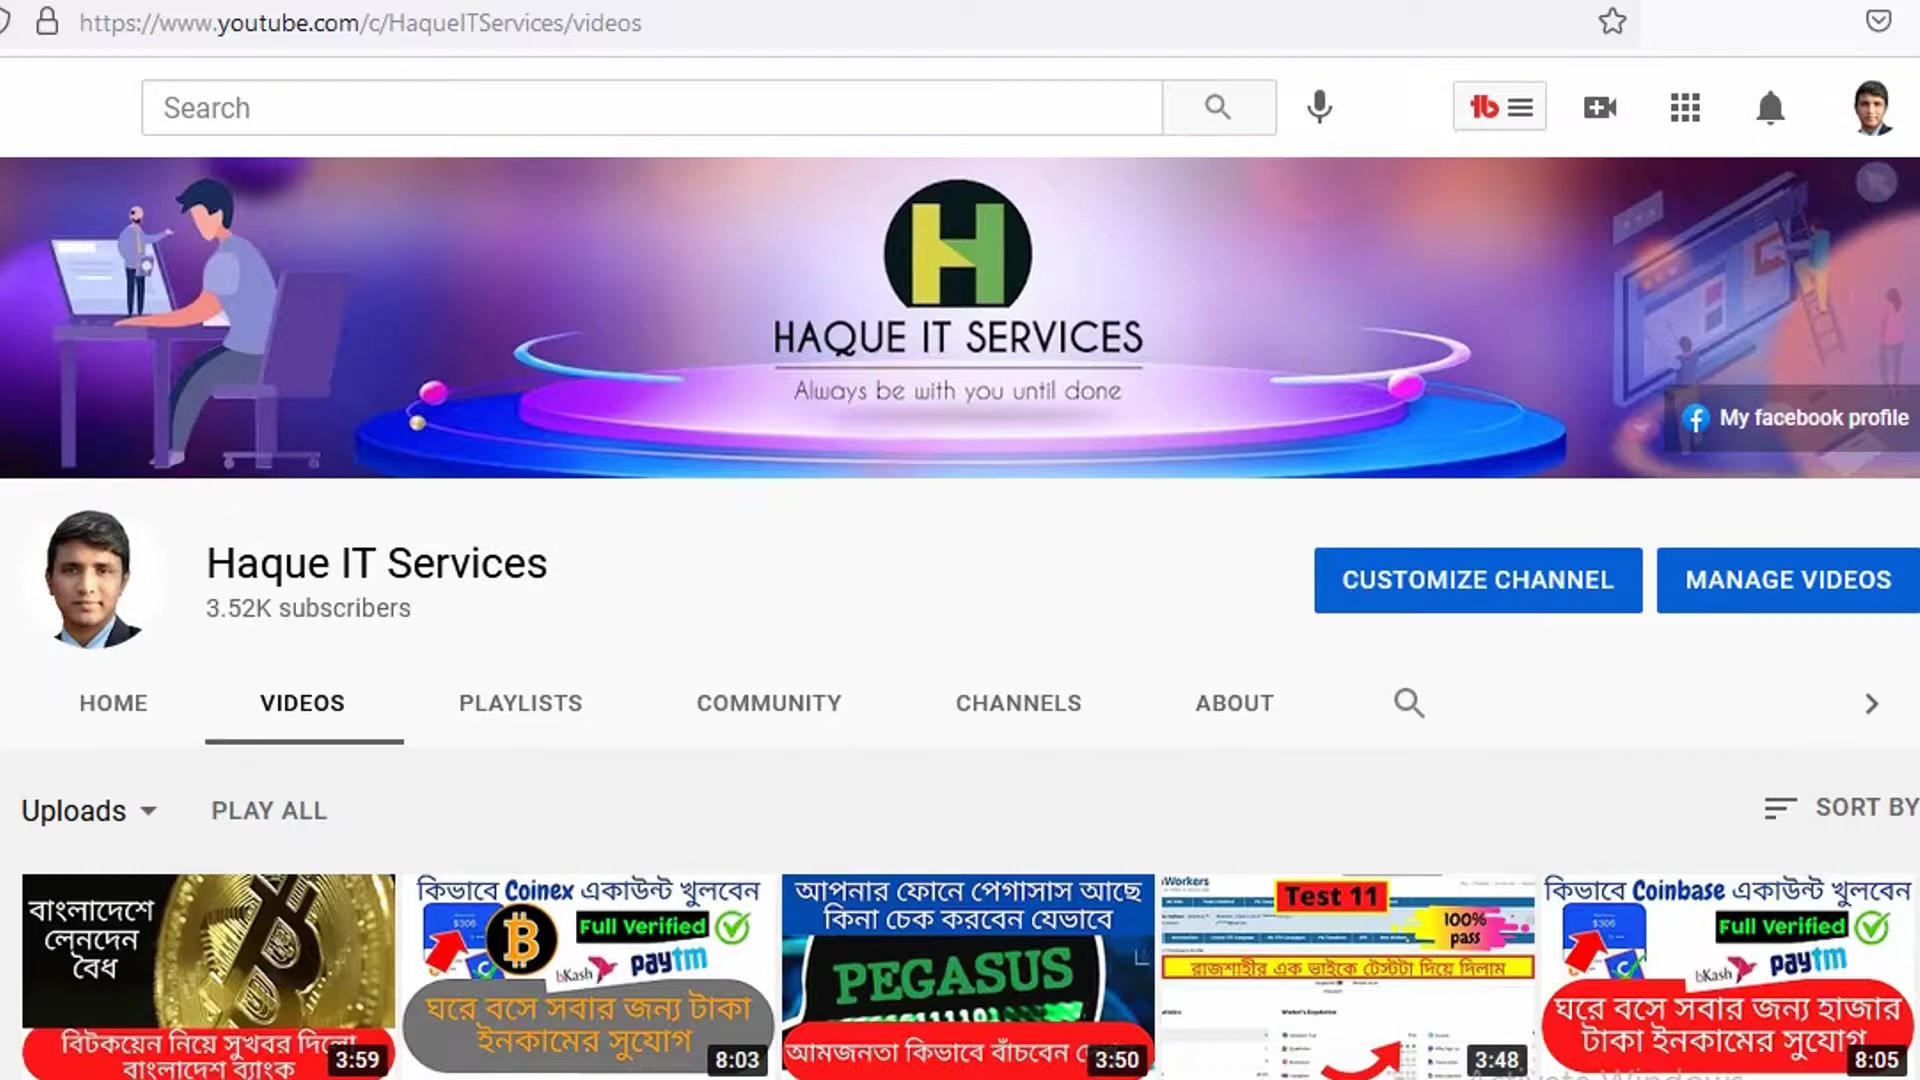 https://www.youtube.com/c/HaqueITServices/videos
Search
HAQUE IT SERVICES
Always be with you until done
My facebook profile
Haque IT Services
3.52K subscribers
CUSTOMIZE CHANNEL
MANAGE VIDEOS
HOME
VIDEOS
PLAYLISTS
COMMUNITY
CHANNELS
ABOUT
Uploads
PLAY ALL
SORT BY
বাংলাদেশে
লেনদেন
বৈধ
বিটকয়েন নিয়ে সুখবর দিলো
বাংলাদেশ ব্যাংক
3:59
কিভাবে Coinex একাউন্ট খুলবেন
Full Verified
bKash paytm
ঘরে বসে সবার জন্য টাকা
ইনকামের সুযোগ
8:03
আপনার ফোনে পেগাসাস আছে
কিনা চেক করবেন যেভাবে
PEGASUS
আমজনতা কিভাবে বাঁচবেন
3:50
Workers
Test 11
100%
pass
রাজশাহীর এক ভাইকে টেস্টটা দিয়ে দিলাম
3:48
কিভাবে Coinbase একাউন্ট খুলবেন
Full Verified
bKash paytm
ঘরে বসে সবার জন্য হাজার
টাকা ইনকামের সুযোগ
8:05